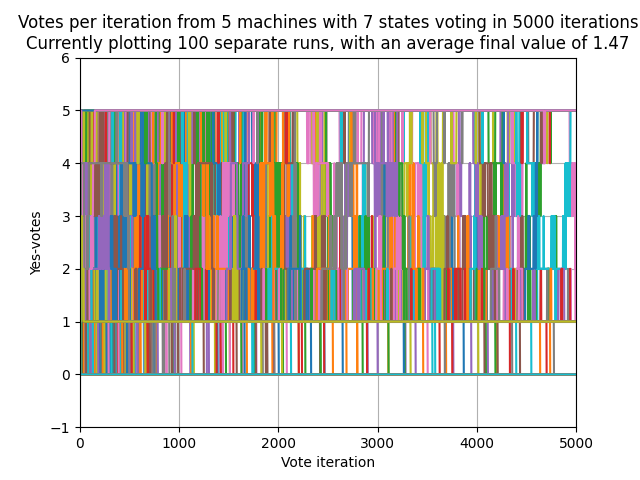 Votes per iteration from 5 machines with 7 states voting in 5000 iterations
Currently plotting 100 separate runs, with an average final value of 1.47
6
5
4
3
2
1
0
−1
Yes-votes
0 1000 2000 3000 4000 5000
Vote iteration